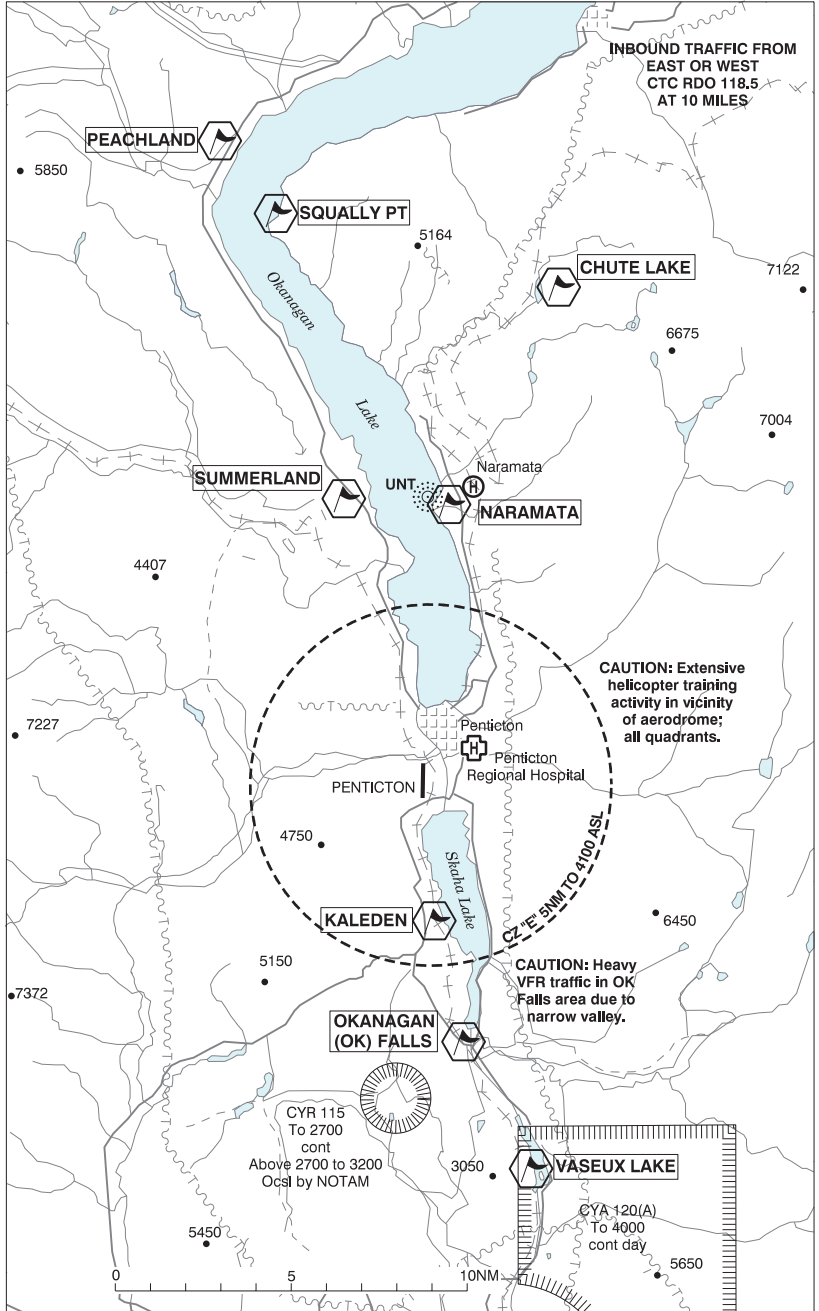 INBOUND TRAFFIC FROM
EAST OR WEST
CTC RDO 118.5
AT 10 MILES
PEACHLAND
5850
SQUALLY PT
5164
CHUTE LAKE
7122
Okanagan
6675
Lake
7004
SUMMERLAND
UNT
Naramata
H
NARAMATA
4407
CAUTION: Extensive
helicopter training
activity in vicinity
of aerodrome;
all quadrants.
7227
Penticton
H
Penticton
Regional Hospital
PENTICTON
4750
Skaha Lake
CZ "E" 5NM TO 4100 ASL
KALEDEN
6450
5150
CAUTION: Heavy
VFR traffic in OK
Falls area due to
narrow valley.
7372
OKANAGAN
(OK) FALLS
CYR 115
To 2700
cont
Above 2700 to 3200
Ocsl by NOTAM
3050
VASEUX LAKE
CYA 120(A)
To 4000
cont day
5450
5650
0 5 10NM